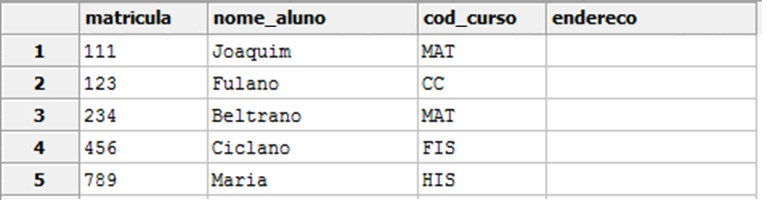 matricula nome_aluno cod_curso endereco
1 111 Joaquim MAT
2 123 Fulano CC
3 234 Beltrano MAT
4 456 Ciclano FIS
5 789 Maria HIS